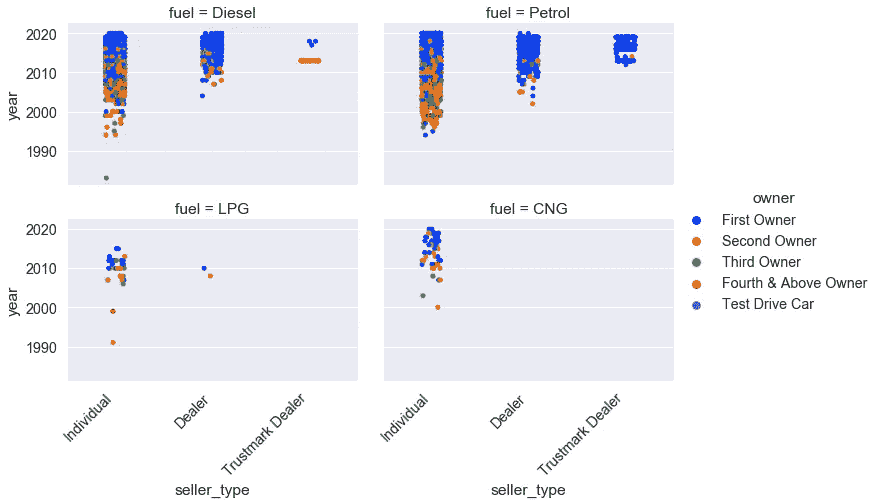 fuel = Diesel
fuel = Petrol
2020
2010
2000
1990
year
fuel = LPG
fuel = CNG
2020
2010
2000
1990
year
Individual
Dealer
Trustmark Dealer
seller_type
Individual
Dealer
Trustmark Dealer
seller_type
owner
First Owner
Second Owner
Third Owner
Fourth & Above Owner
Test Drive Car